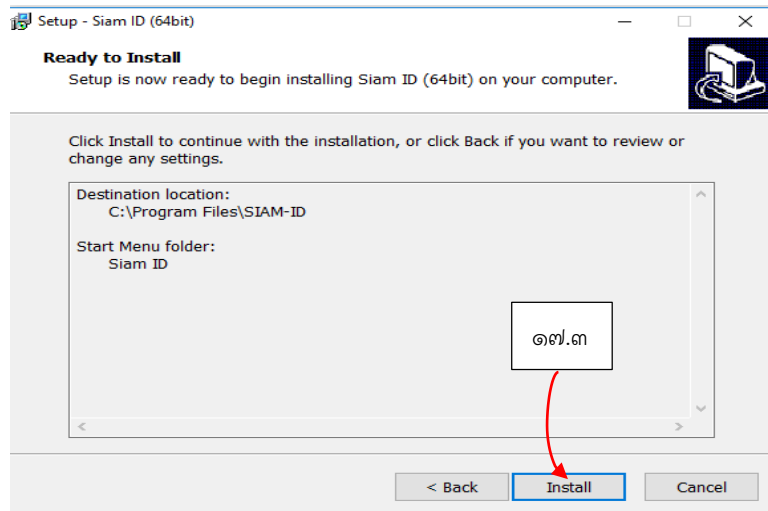 Setup - Siam ID (64bit)
Ready to Install
Setup is now ready to begin installing Siam ID (64bit) on your computer.
Click Install to continue with the installation, or click Back if you want to review or
change any settings.
Destination location:
C:\Program Files\SIAM-ID
Start Menu folder:
Siam ID
๑๗.๓
< Back
Install
Cancel